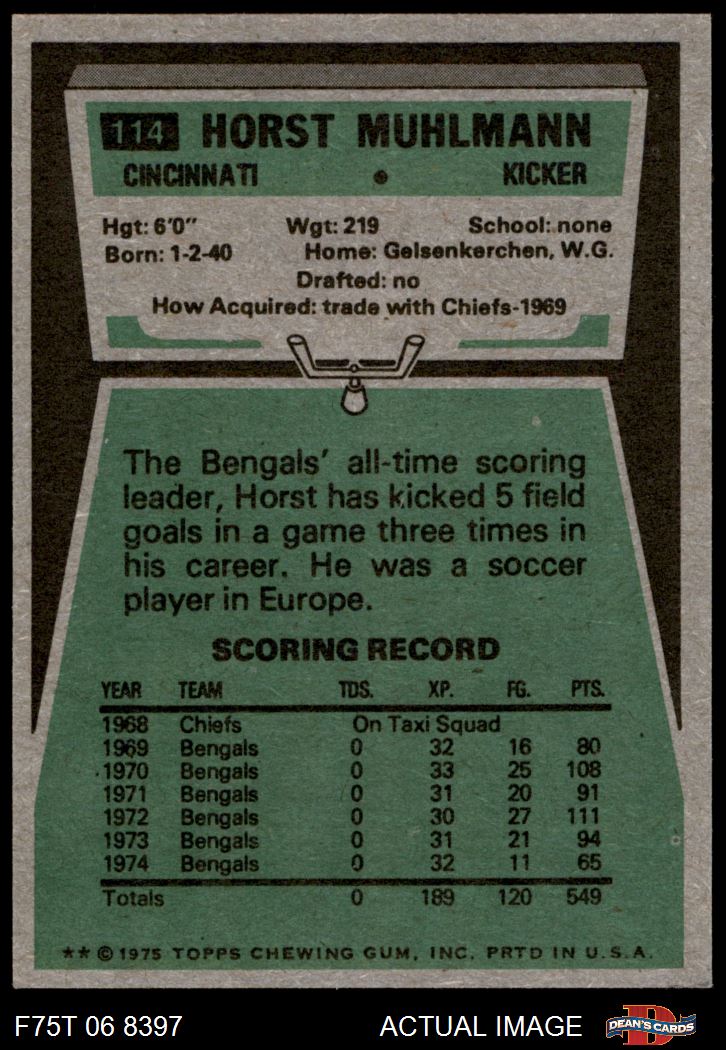 114 HORST MUHLMANN
CINCINNATI • KICKER
Hgt: 6'0" Wgt: 219 School: none
Born: 1-2-40 Home: Gelsenkerchen, W.G.
Drafted: no
How Acquired: trade with Chiefs-1969
The Bengals' all-time scoring
leader, Horst has kicked 5 field
goals in a game three times in
his career. He was a soccer
player in Europe.
SCORING RECORD
YEAR TEAM TDS. XP. FG. PTS.
1968 Chiefs On Taxi Squad
1969 Bengals 0 32 16 80
1970 Bengals 0 33 25 108
1971 Bengals 0 31 20 91
1972 Bengals 0 30 27 111
1973 Bengals 0 31 21 94
1974 Bengals 0 32 11 65
Totals 0 189 120 549
** © 1975 TOPPS CHEWING GUM, INC. PRTD IN U.S.A.
F75T 06 8397 ACTUAL IMAGE D DEAN'S CARDS